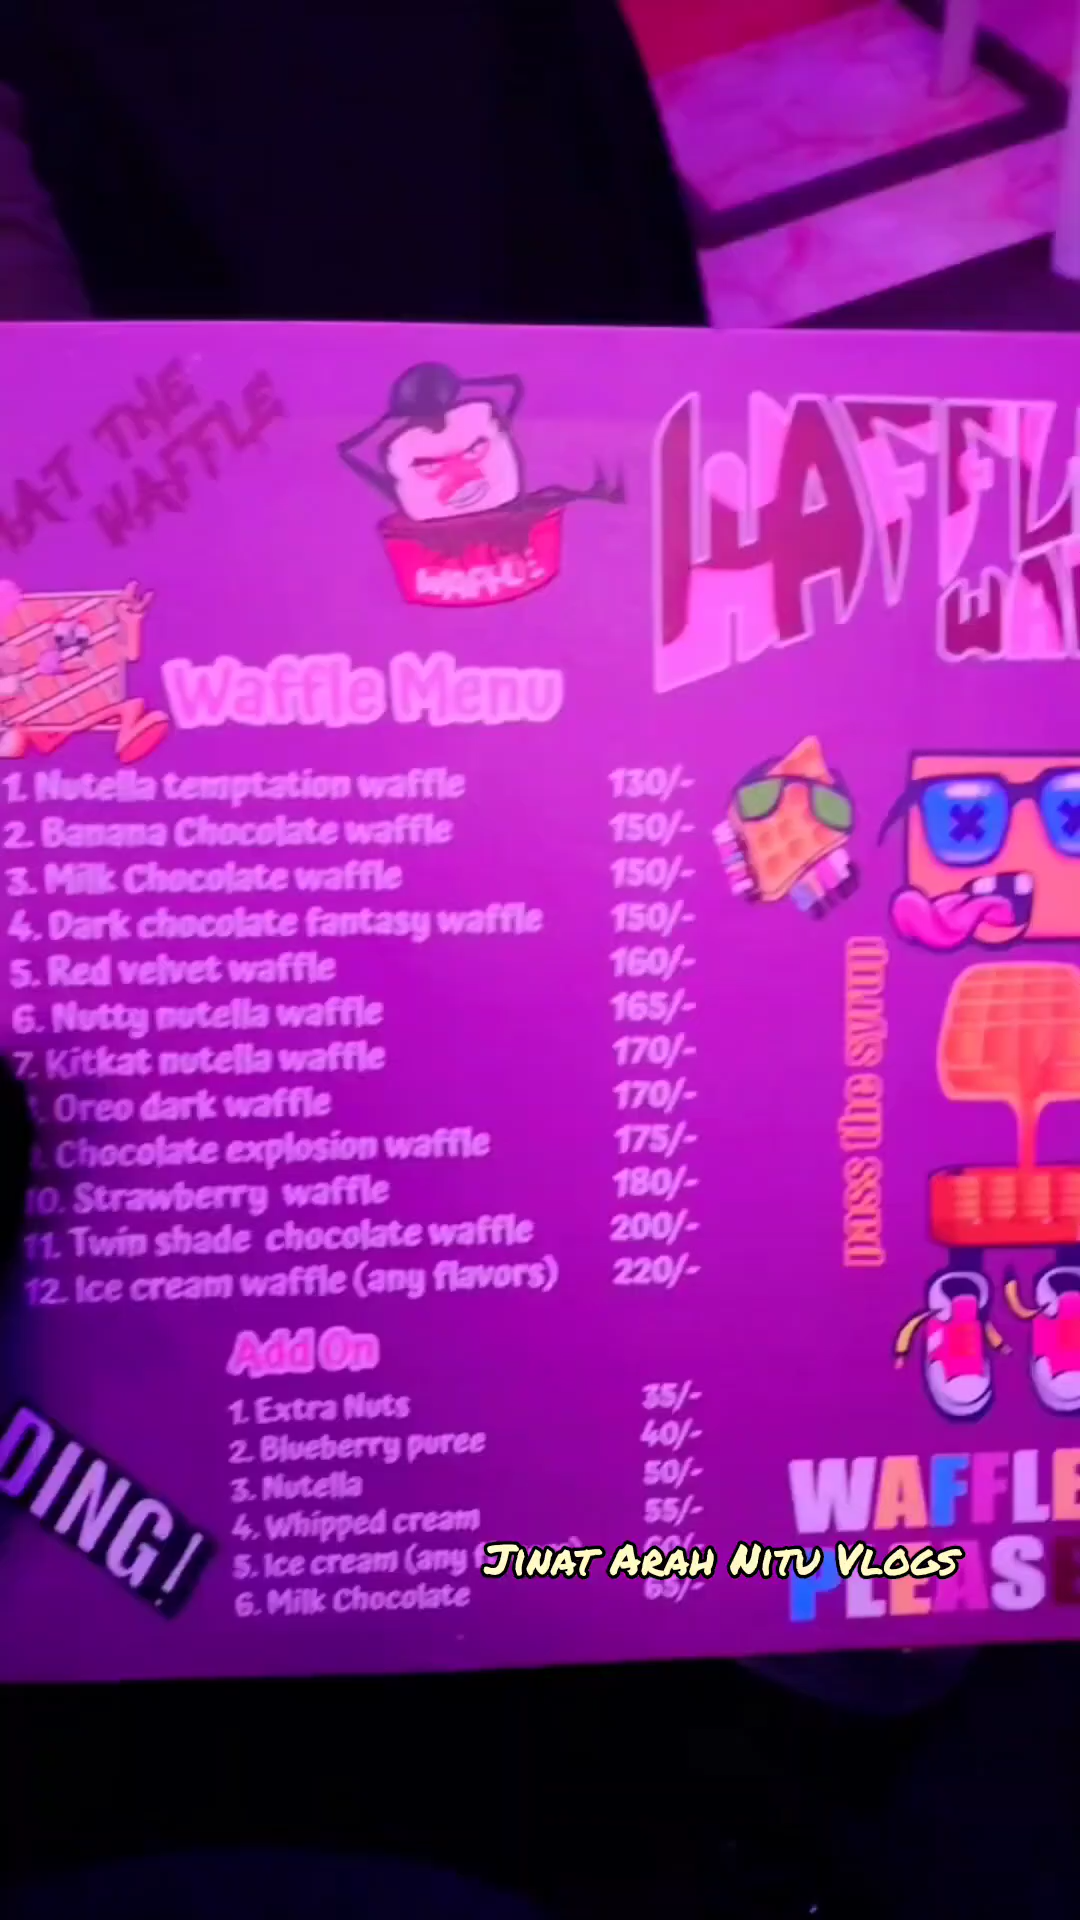 THE
WAFFLE
WAFFLE
Waffle Menu
1. Nutella temptation waffle 130/-
2. Banana Chocolate waffle 150/-
3. Milk Chocolate waffle 150/-
4. Dark chocolate fantasy waffle 150/-
5. Red velvet waffle 160/-
6. Nutty nutella waffle 165/-
7. Kitkat nutella waffle 170/-
. Oreo dark waffle 170/-
. Chocolate explosion waffle 175/-
10. Strawberry waffle 180/-
11. Twin shade chocolate waffle 200/-
12. Ice cream waffle (any flavors) 220/-
Add On
1. Extra Nuts 35/-
2. Blueberry puree 40/-
3. Nutella 50/-
4. Whipped cream 55/-
5. Ice cream (any
6. Milk Chocolate 65/-
pass the syrup
DING!
WAFFLE
PLEASE
Jinat Arah Nitu Vlogs